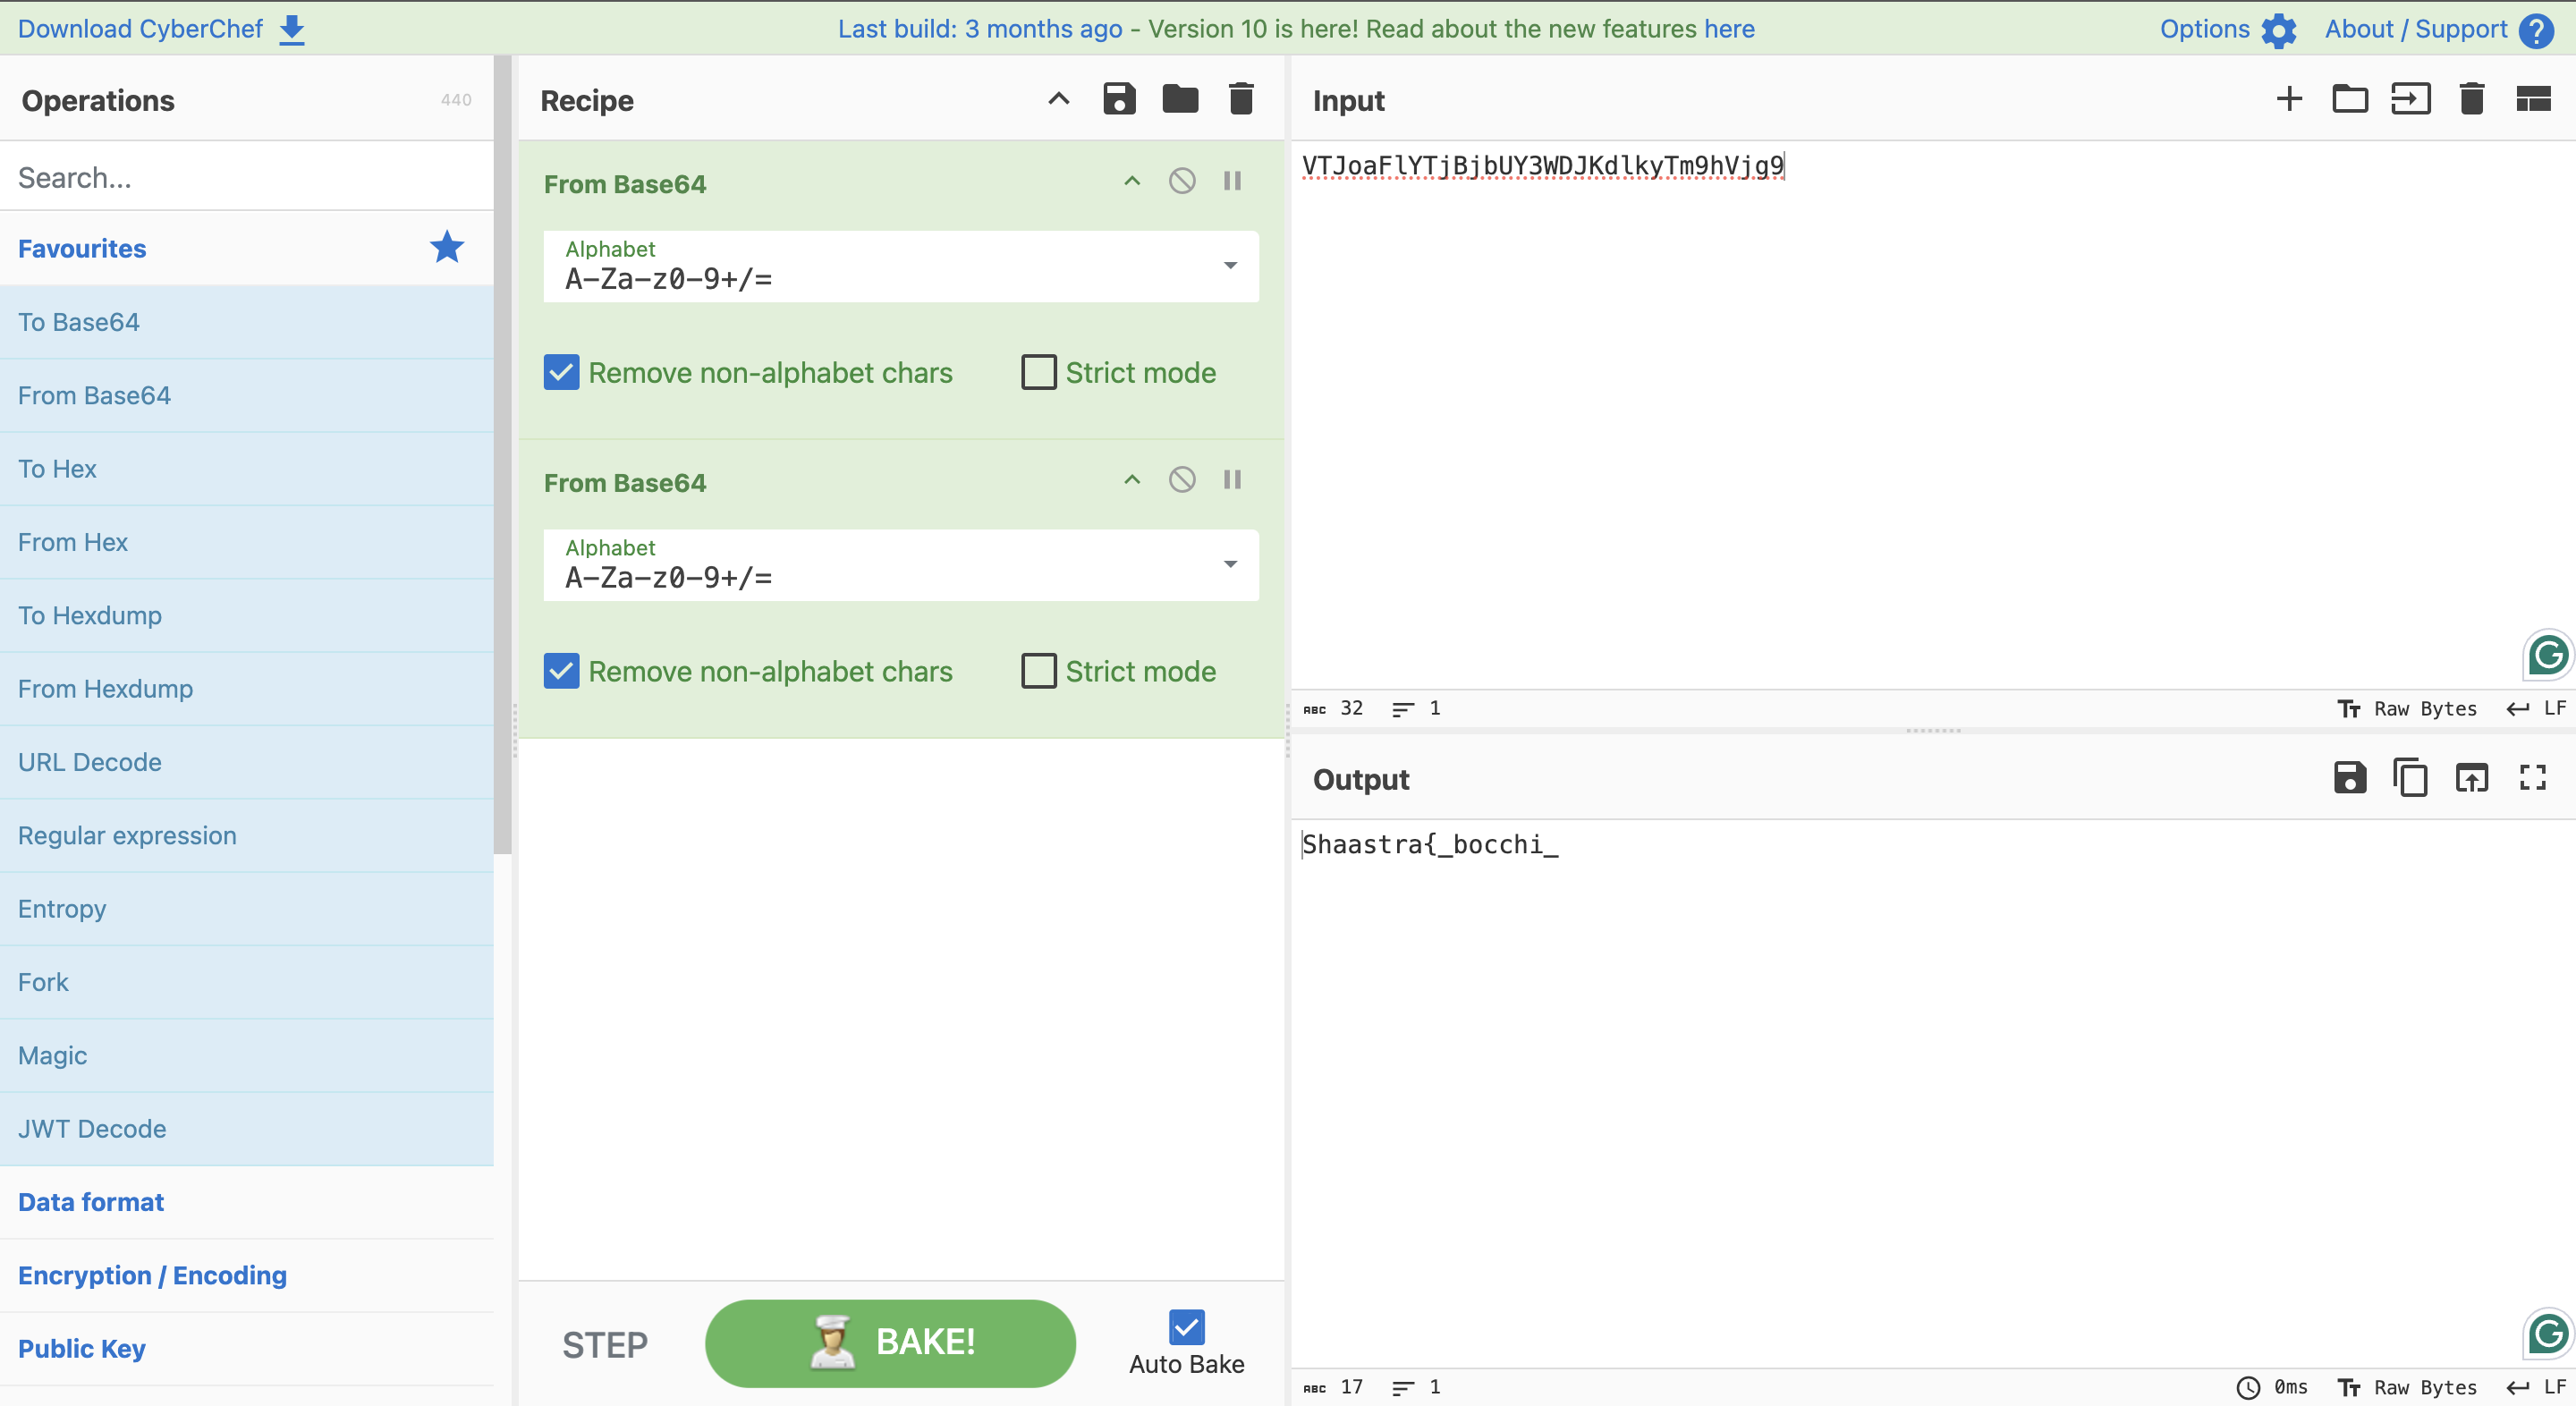 Download CyberChef
Last build: 3 months ago - Version 10 is here! Read about the new features here
Options
About / Support ?
Operations
440
Search...
Favourites
To Base64
From Base64
To Hex
From Hex
To Hexdump
From Hexdump
URL Decode
Regular expression
Entropy
Fork
Magic
JWT Decode
Data format
Encryption / Encoding
Public Key
Recipe
From Base64
Alphabet
A-Za-z0-9+/=
Remove non-alphabet chars
Strict mode
From Base64
Alphabet
A-Za-z0-9+/=
Remove non-alphabet chars
Strict mode
STEP
BAKE!
Auto Bake
Input
VTJoaFlYTjBjbUY3WDJKdlkyTm9hVjg9
ABC 32 1
Tt Raw Bytes LF
Output
Shaastra{_bocchi_
ABC 17 1
0ms Tt Raw Bytes LF